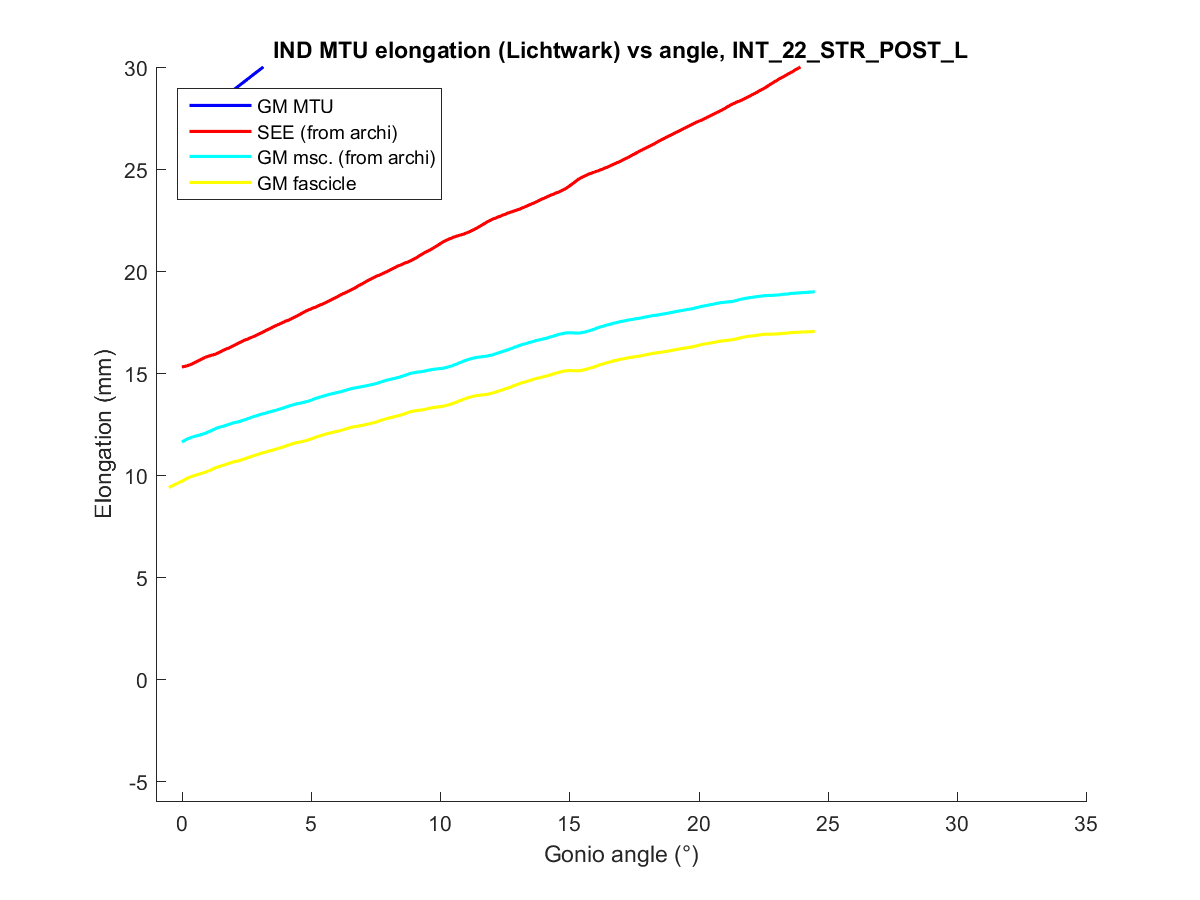 IND MTU elongation (Lichtwark) vs angle, INT_22_STR_POST_L
30
25
20
15
10
5
0
-5
Elongation (mm)
GM MTU
SEE (from archi)
GM msc. (from archi)
GM fascicle
0 5 10 15 20 25 30 35
Gonio angle (°)